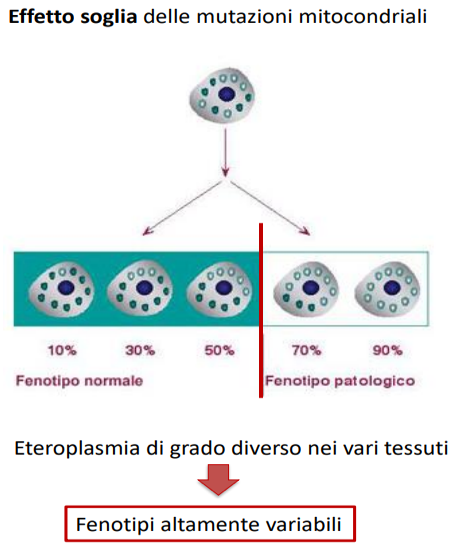 Effetto soglia delle mutazioni mitocondriali
10% 30% 50% 70% 90%
Fenotipo normale Fenotipo patologico
Eteroplasmia di grado diverso nei vari tessuti
Fenotipi altamente variabili